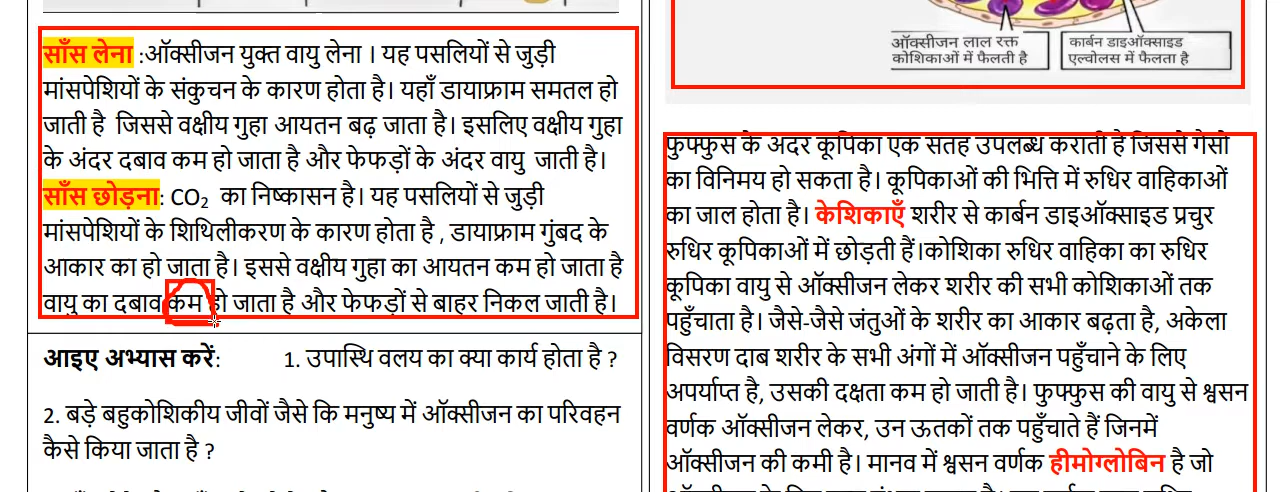 साँस लेना :ऑक्सीजन युक्त वायु लेना । यह पसलियों से जुड़ी
मांसपेशियों के संकुचन के कारण होता है। यहाँ डायाफ्राम समतल हो
जाती है जिससे वक्षीय गुहा आयतन बढ़ जाता है। इसलिए वक्षीय गुहा
के अंदर दबाव कम हो जाता है और फेफड़ों के अंदर वायु जाती है।
साँस छोड़ना: CO₂ का निष्कासन है। यह पसलियों से जुड़ी
मांसपेशियों के शिथिलीकरण के कारण होता है , डायाफ्राम गुंबद के
आकार का हो जाता है। इससे वक्षीय गुहा का आयतन कम हो जाता है
वायु का दबाव कम हो जाता है और फेफड़ों से बाहर निकल जाती है।
आइए अभ्यास करें: 1. उपास्थि वलय का क्या कार्य होता है ?
2. बड़े बहुकोशिकीय जीवों जैसे कि मनुष्य में ऑक्सीजन का परिवहन
कैसे किया जाता है ?
ऑक्सीजन लाल रक्त
कोशिकाओं में फैलती है
कार्बन डाइऑक्साइड
एल्वोलस में फैलता है
फुफ्फुस के अंदर कूपिका एक सतह उपलब्ध कराती है जिससे गैसों
का विनिमय हो सकता है। कूपिकाओं की भित्ति में रुधिर वाहिकाओं
का जाल होता है। केशिकाएँ शरीर से कार्बन डाइऑक्साइड प्रचुर
रुधिर कूपिकाओं में छोड़ती हैं।कोशिका रुधिर वाहिका का रुधिर
कूपिका वायु से ऑक्सीजन लेकर शरीर की सभी कोशिकाओं तक
पहुँचाता है। जैसे-जैसे जंतुओं के शरीर का आकार बढ़ता है, अकेला
विसरण दाब शरीर के सभी अंगों में ऑक्सीजन पहुँचाने के लिए
अपर्याप्त है, उसकी दक्षता कम हो जाती है। फुफ्फुस की वायु से श्वसन
वर्णक ऑक्सीजन लेकर, उन ऊतकों तक पहुँचाते हैं जिनमें
ऑक्सीजन की कमी है। मानव में श्वसन वर्णक हीमोग्लोबिन है जो